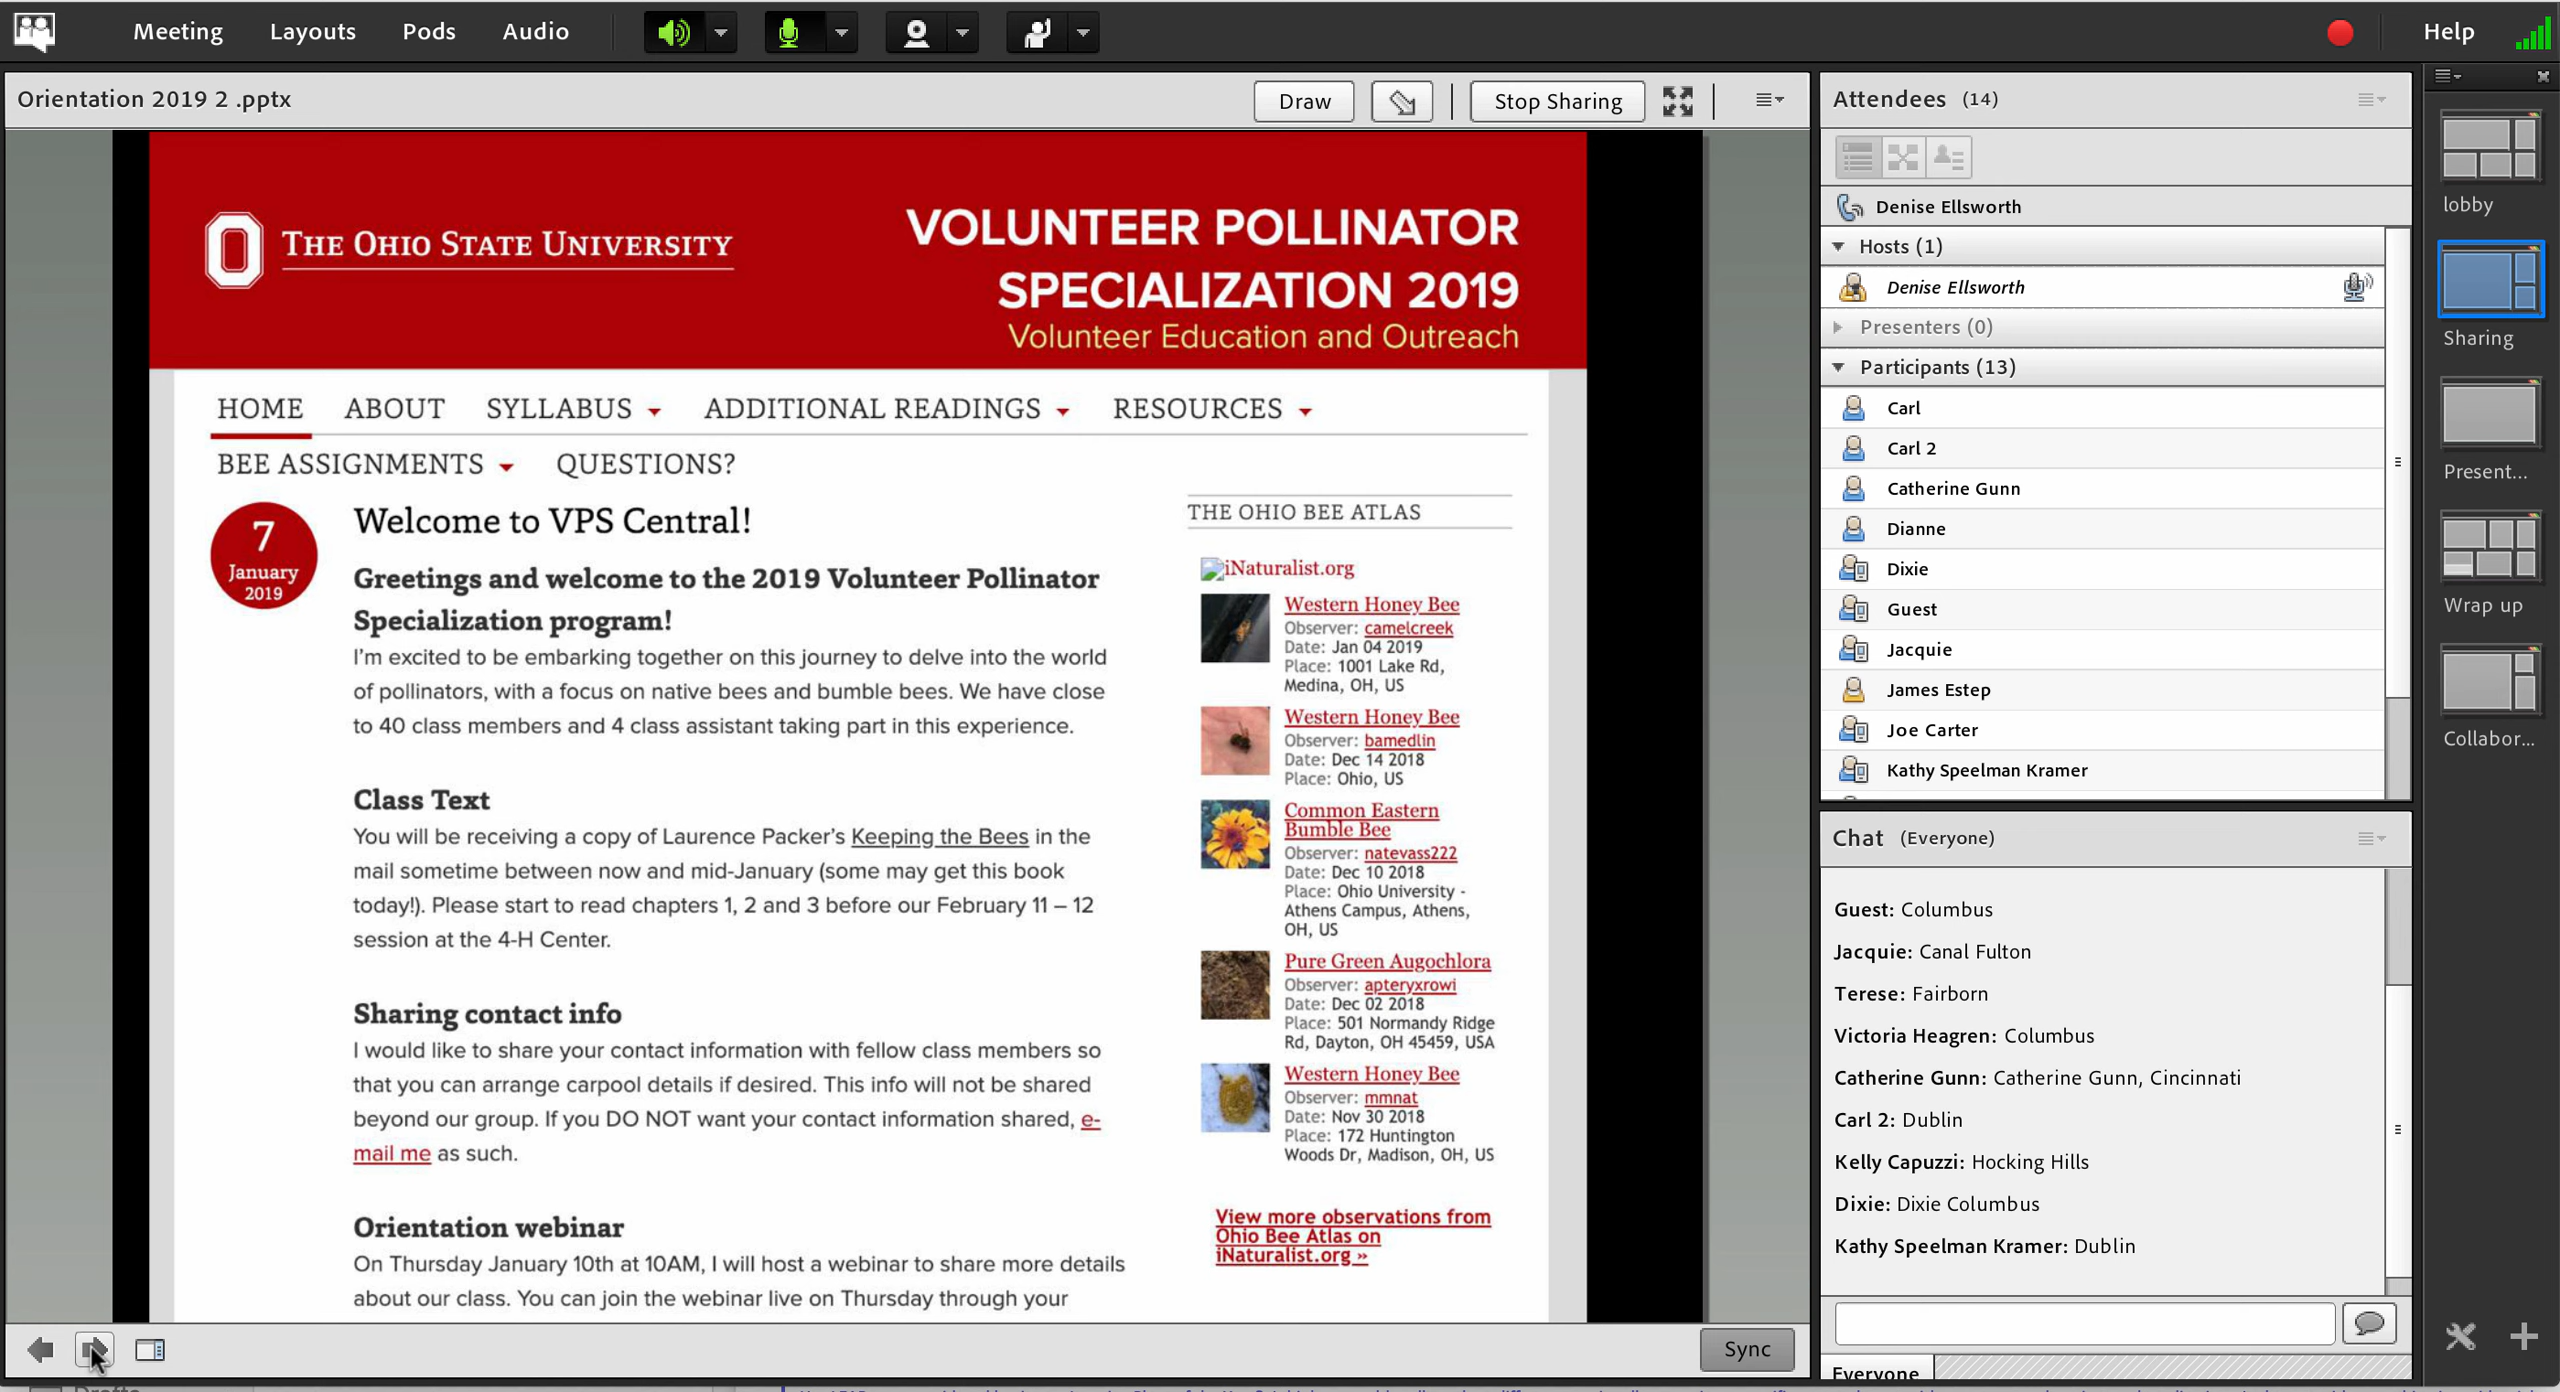 Meeting Layouts Pods Audio Help
Orientation 2019 2 .pptx Draw Stop Sharing
THE OHIO STATE UNIVERSITY
VOLUNTEER POLLINATOR
SPECIALIZATION 2019
Volunteer Education and Outreach
HOME ABOUT SYLLABUS ADDITIONAL READINGS RESOURCES
BEE ASSIGNMENTS QUESTIONS?
7
January
2019
Welcome to VPS Central!
Greetings and welcome to the 2019 Volunteer Pollinator
Specialization program!
I'm excited to be embarking together on this journey to delve into the world
of pollinators, with a focus on native bees and bumble bees. We have close
to 40 class members and 4 class assistant taking part in this experience.
Class Text
You will be receiving a copy of Laurence Packer's Keeping the Bees in the
mail sometime between now and mid-January (some may get this book
today!). Please start to read chapters 1, 2 and 3 before our February 11 – 12
session at the 4-H Center.
Sharing contact info
I would like to share your contact information with fellow class members so
that you can arrange carpool details if desired. This info will not be shared
beyond our group. If you DO NOT want your contact information shared, e-
mail me as such.
Orientation webinar
On Thursday January 10th at 10AM, I will host a webinar to share more details
about our class. You can join the webinar live on Thursday through your
THE OHIO BEE ATLAS
iNaturalist.org
Western Honey Bee
Observer: camelcreek
Date: Jan 04 2019
Place: 1001 Lake Rd,
Medina, OH, US
Western Honey Bee
Observer: bamedlin
Date: Dec 14 2018
Place: Ohio, US
Common Eastern
Bumble Bee
Observer: natevass222
Date: Dec 10 2018
Place: Ohio University -
Athens Campus, Athens,
OH, US
Pure Green Augochlora
Observer: apteryxrowi
Date: Dec 02 2018
Place: 501 Normandy Ridge
Rd, Dayton, OH 45459, USA
Western Honey Bee
Observer: mmnat
Date: Nov 30 2018
Place: 172 Huntington
Woods Dr, Madison, OH, US
View more observations from
Ohio Bee Atlas on
iNaturalist.org »
Sync
Attendees (14)
Denise Ellsworth
Hosts (1)
Denise Ellsworth
Presenters (0)
Participants (13)
Carl
Carl 2
Catherine Gunn
Dianne
Dixie
Guest
Jacquie
James Estep
Joe Carter
Kathy Speelman Kramer
Chat (Everyone)
Guest: Columbus
Jacquie: Canal Fulton
Terese: Fairborn
Victoria Heagren: Columbus
Catherine Gunn: Catherine Gunn, Cincinnati
Carl 2: Dublin
Kelly Capuzzi: Hocking Hills
Dixie: Dixie Columbus
Kathy Speelman Kramer: Dublin
Everyone
lobby
Sharing
Present...
Wrap up
Collabor...